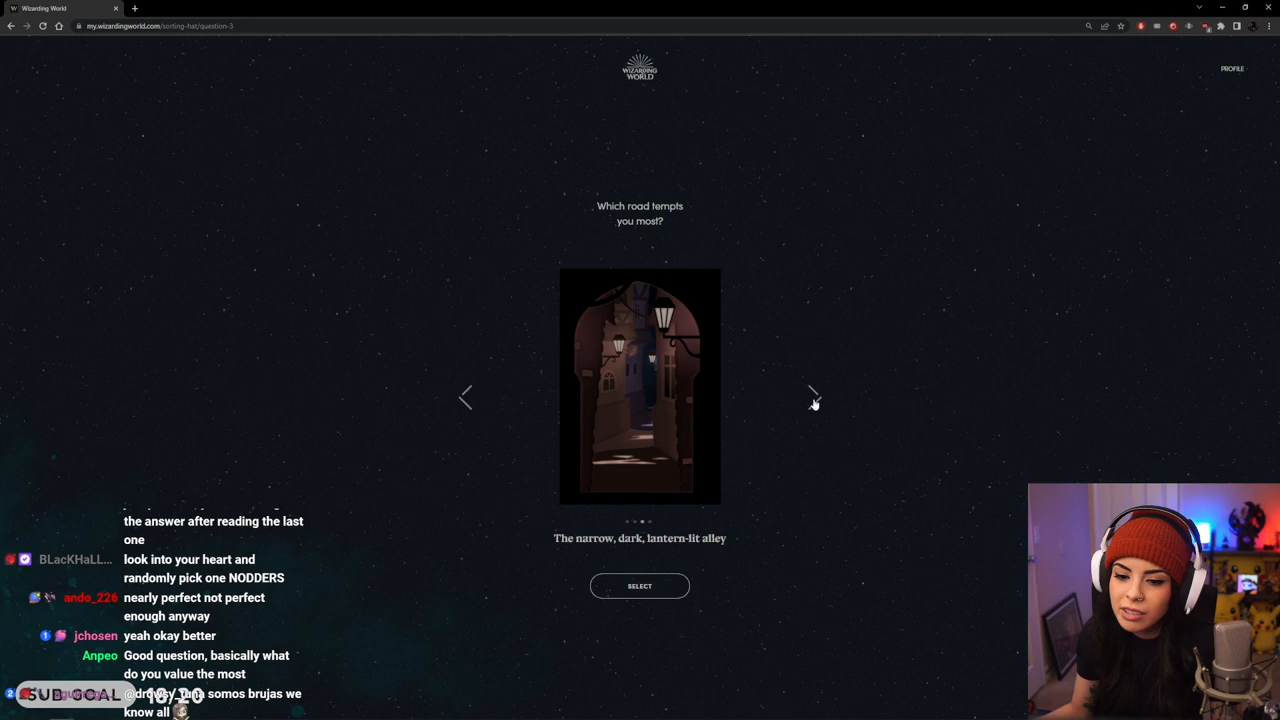 Wizarding World
my.wizardingworld.com/sorting-hat/question-3
WIZARDING
WORLD
PROFILE
Which road tempts
you most?
The narrow, dark, lantern-lit alley
SELECT
the answer after reading the last
one
BLacKHaLL... look into your heart and
randomly pick one NODDERS
ando_226 nearly perfect not perfect
enough anyway
jchosen yeah okay better
Anpeo Good question, basically what
do you value the most
@drowsy_luna somos brujas we
know all
SUB GOAL